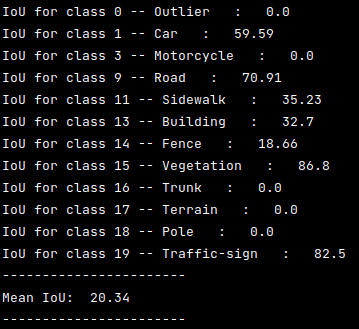 IoU for class 0 -- Outlier : 0.0
IoU for class 1 -- Car : 59.59
IoU for class 3 -- Motorcycle : 0.0
IoU for class 9 -- Road : 70.91
IoU for class 11 -- Sidewalk : 35.23
IoU for class 13 -- Building : 32.7
IoU for class 14 -- Fence : 18.66
IoU for class 15 -- Vegetation : 86.8
IoU for class 16 -- Trunk : 0.0
IoU for class 17 -- Terrain : 0.0
IoU for class 18 -- Pole : 0.0
IoU for class 19 -- Traffic-sign : 82.5
-----------------------
Mean IoU: 20.34
-----------------------